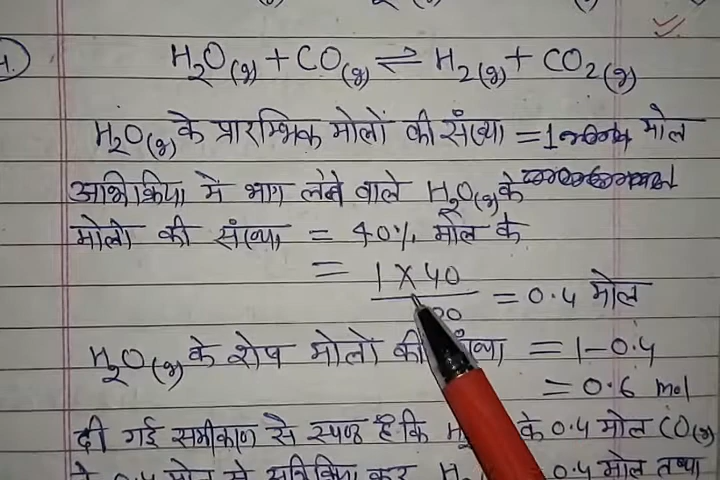 H₂O(g) + CO(g) ⇌ H₂(g) + CO₂(g)
H₂O(g) के प्रारम्भिक मोलों की संख्या = 1 मोल
अभिक्रिया में भाग लेने वाले H₂O(g) के
मोलो की संख्या = 40% मोल के
= 1 × 40
= 0.4 मोल
H₂O(g) के शेष मोलो की = 1 - 0.4
= 0.6 mol
दी गई समीकरण से स्पष्ट है कि के 0.4 मोल CO(g)
0.4 मोल तथा